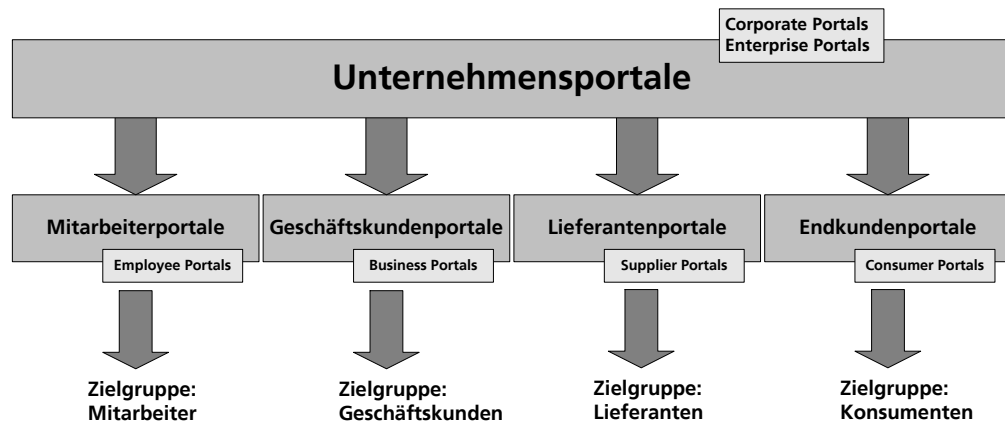 Corporate Portals
Enterprise Portals
Unternehmensportale
Mitarbeiterportale
Employee Portals
Geschäftskundenportale
Business Portals
Lieferantenportale
Supplier Portals
Endkundenportale
Consumer Portals
Zielgruppe:
Mitarbeiter
Zielgruppe:
Geschäftskunden
Zielgruppe:
Lieferanten
Zielgruppe:
Konsumenten